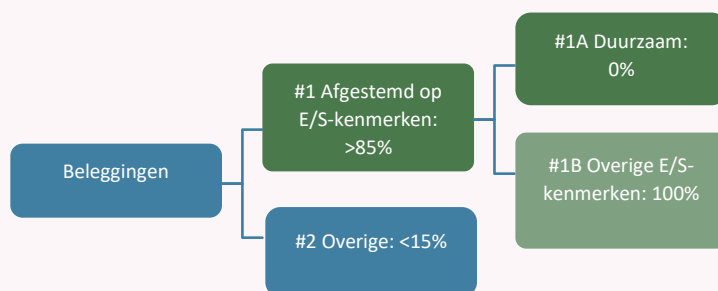 Beleggingen
#1 Afgestemd op
E/S-kenmerken:
>85%
#2 Overige: <15%
#1A Duurzaam:
0%
#1B Overige E/S-
kenmerken: 100%